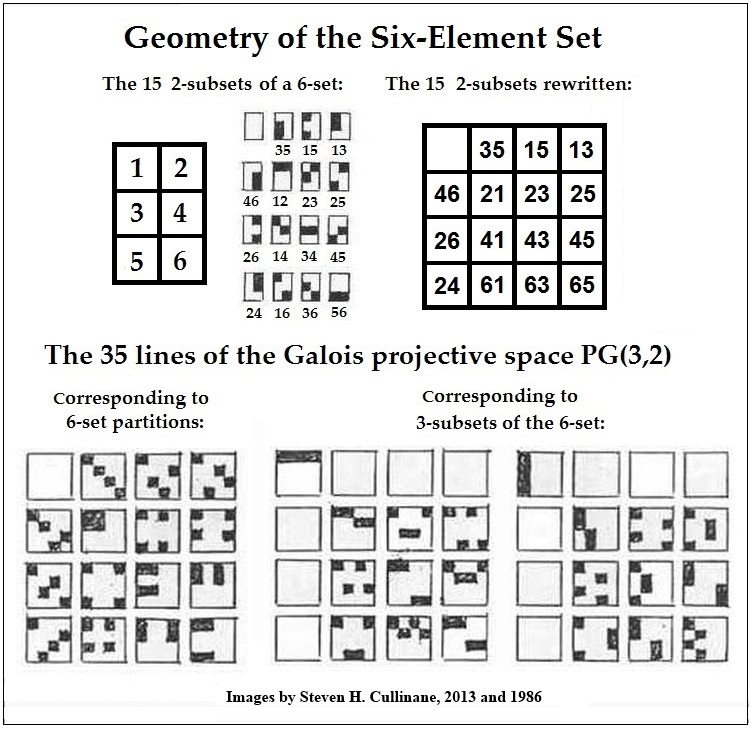 Geometry of the Six-Element Set
The 15 2-subsets of a 6-set:
The 15 2-subsets rewritten:
1 2
3 4
5 6
35 15 13
46 12 23 25
26 14 34 45
24 16 36 56
35 15 13
46 21 23 25
26 41 43 45
24 61 63 65
The 35 lines of the Galois projective space PG(3,2)
Corresponding to
6-set partitions:
Corresponding to
3-subsets of the 6-set:
Images by Steven H. Cullinane, 2013 and 1986